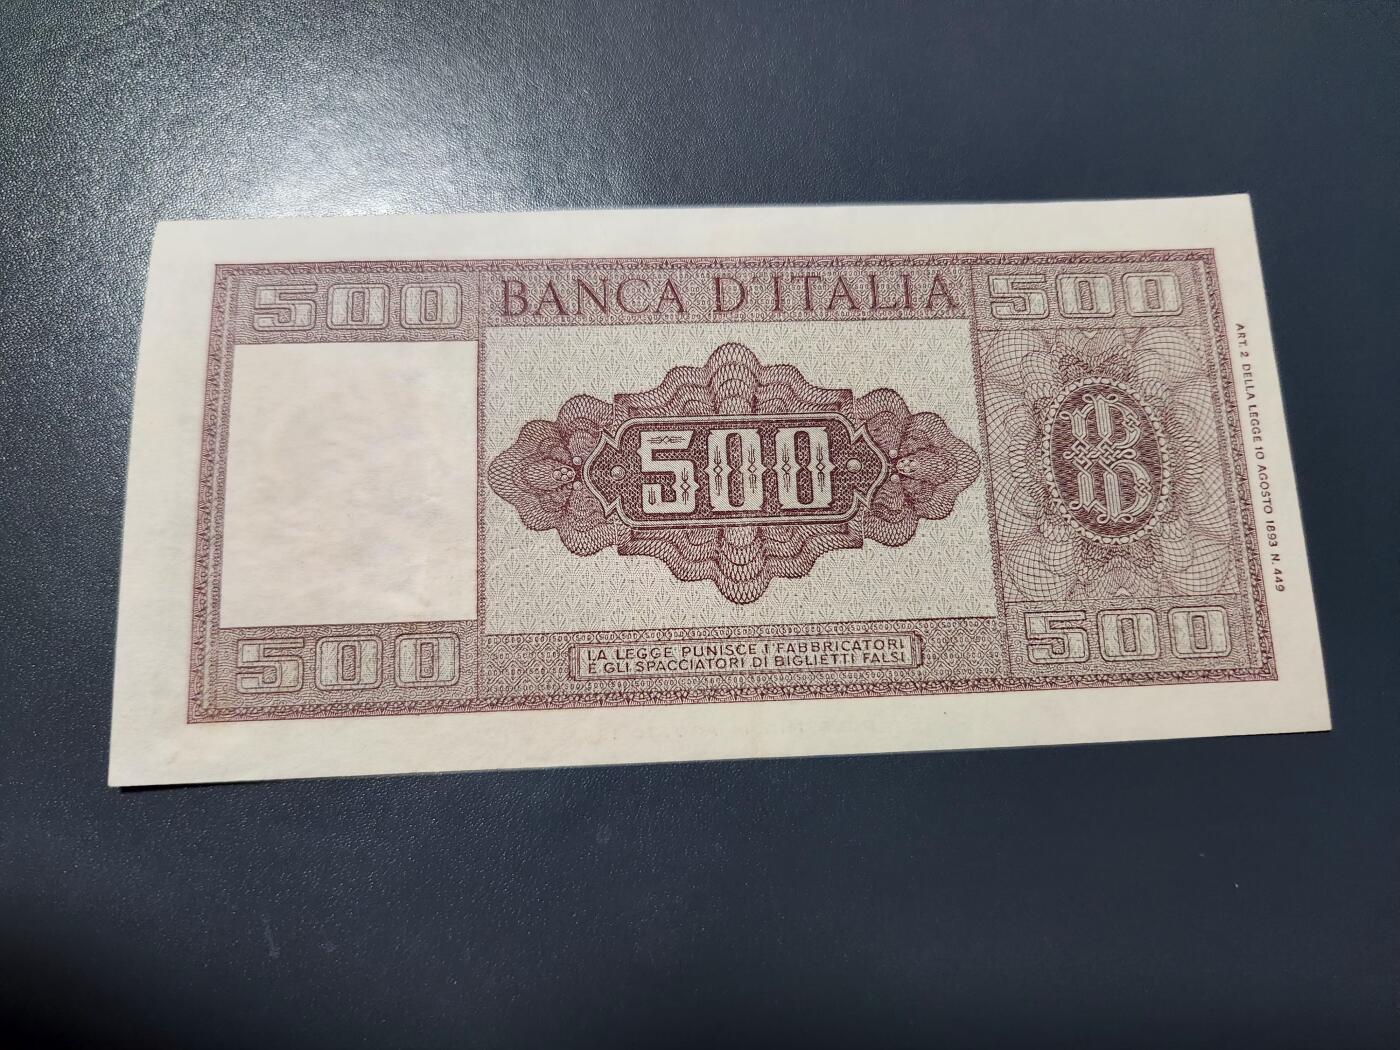 500 BANCA D'ITALIA 500
500
B
ART. 2 DELLA LEGGE 10 AGOSTO 1893 N. 449
500 500
LA LEGGE PUNISCE I FABBRICATORI
E GLI SPACCIATORI DI BIGLIETTI FALSI